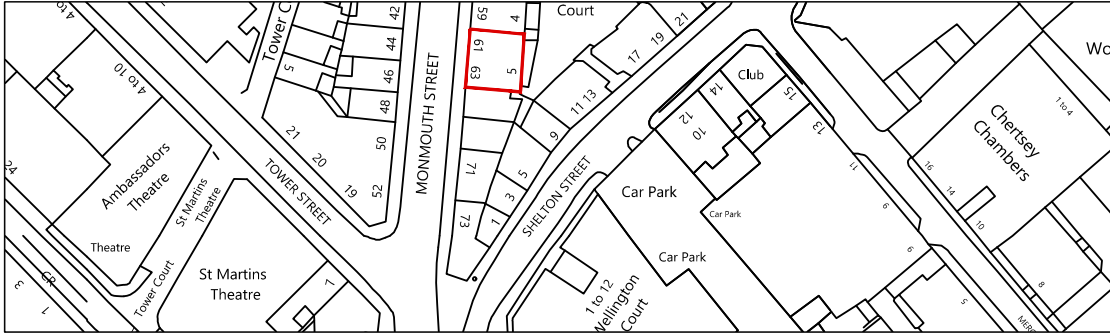 4 to
42
59
4
Court
21
19
17
Tower C
44
61
Club
4 to 10
5
46
63
5
14
15
48
11 13
12
13
1 to 4
Chertsey
Chambers
MONMOUTH STREET
21
50
9
10
11
24
20
71
5
16
Ambassadors
Theatre
TOWER STREET
19
52
3
SHELTON STREET
Car Park
14
9
St Martins
Theatre
73
1
Car Park
10
Theatre
Car Park
9
CR
Tower Court
St Martins
Theatre
1
1 to 12
Wellington
Court
8
3
1
5